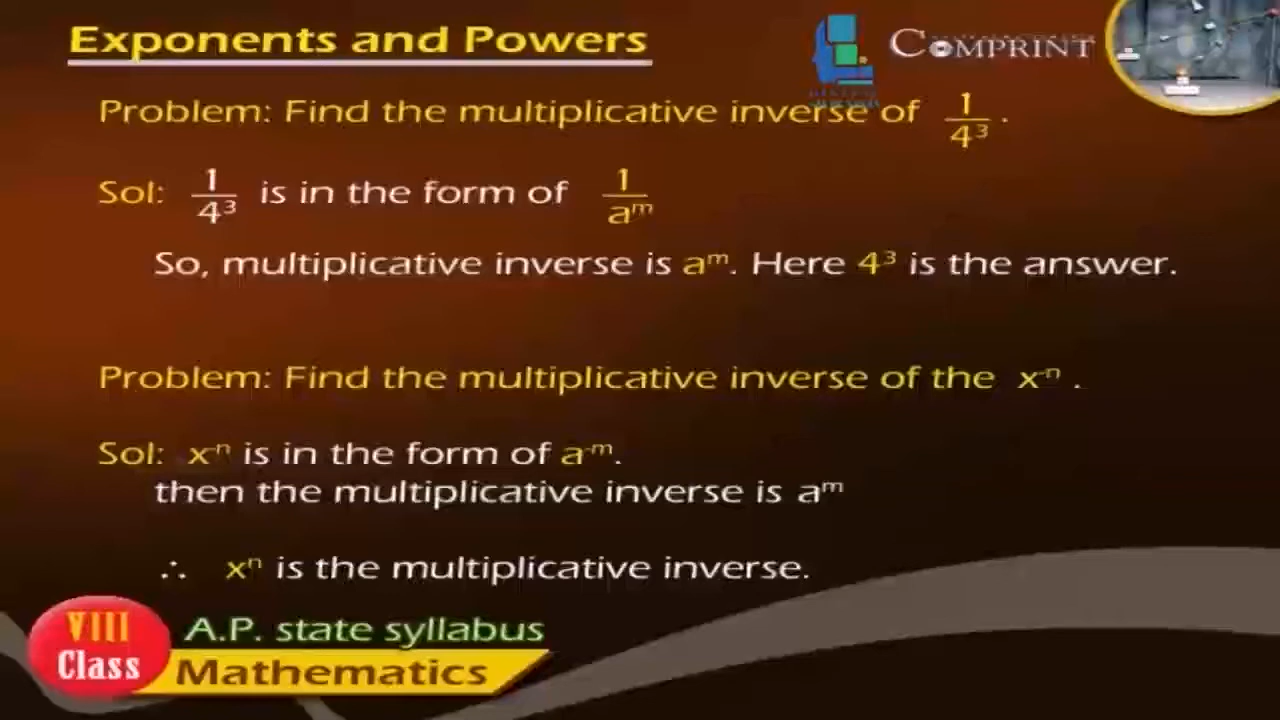 Exponents and Powers
COMPRINT
Problem: Find the multiplicative inverse of 1/4³ .
Sol: 1/4³ is in the form of 1/aᵐ
So, multiplicative inverse is aᵐ. Here 4³ is the answer.
Problem: Find the multiplicative inverse of the x⁻ⁿ .
Sol: x⁻ⁿ is in the form of a⁻ᵐ.
then the multiplicative inverse is aᵐ
∴ xⁿ is the multiplicative inverse.
VIII
Class
A.P. state syllabus
Mathematics